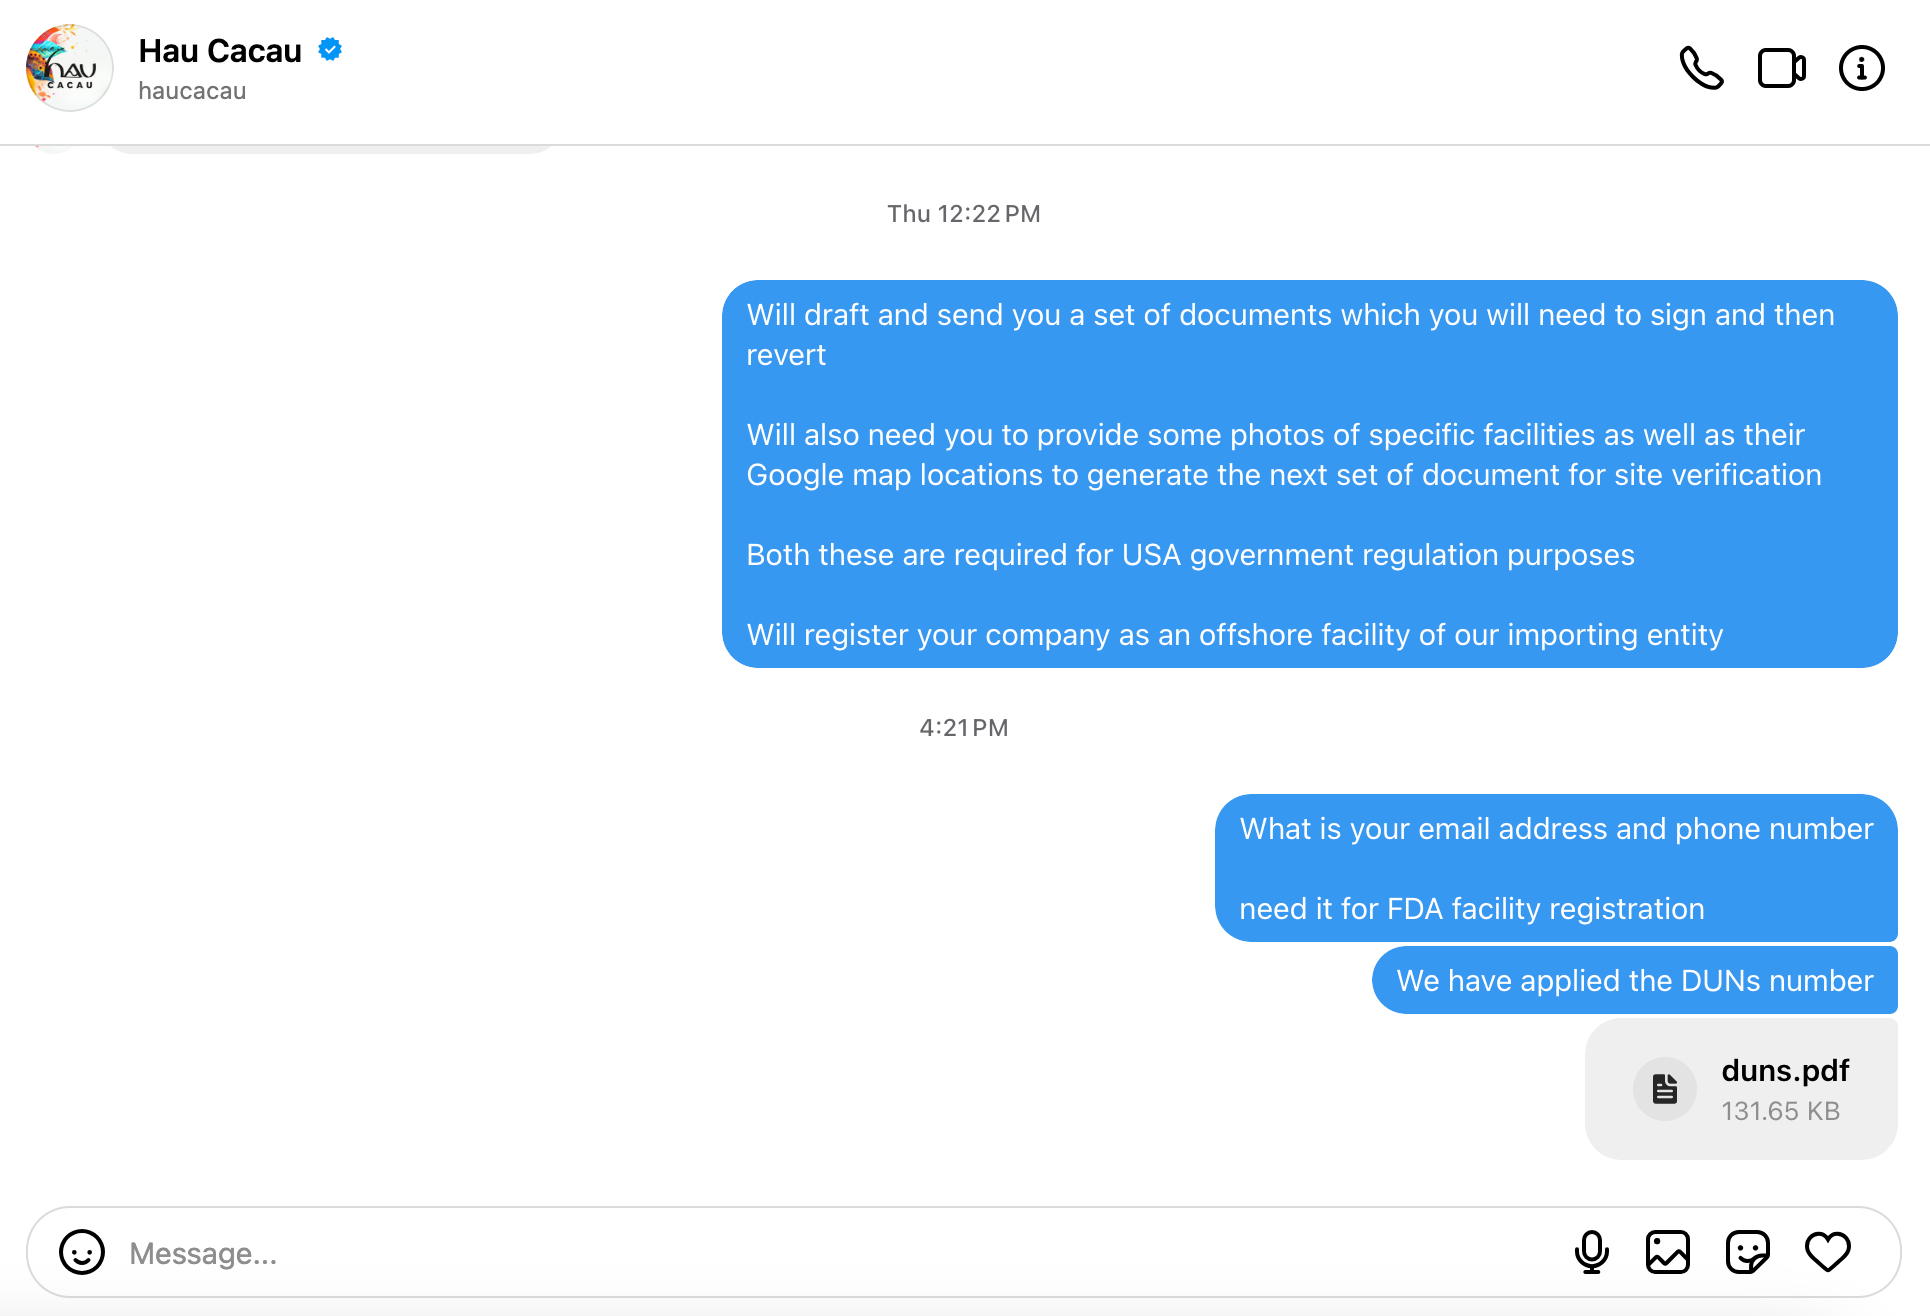 Hau Cacau
haucacau
hAU
CACAU
Thu 12:22 PM
Will draft and send you a set of documents which you will need to sign and then
revert
Will also need you to provide some photos of specific facilities as well as their
Google map locations to generate the next set of document for site verification
Both these are required for USA government regulation purposes
Will register your company as an offshore facility of our importing entity
4:21 PM
What is your email address and phone number
need it for FDA facility registration
We have applied the DUNs number
duns.pdf
131.65 KB
Message...